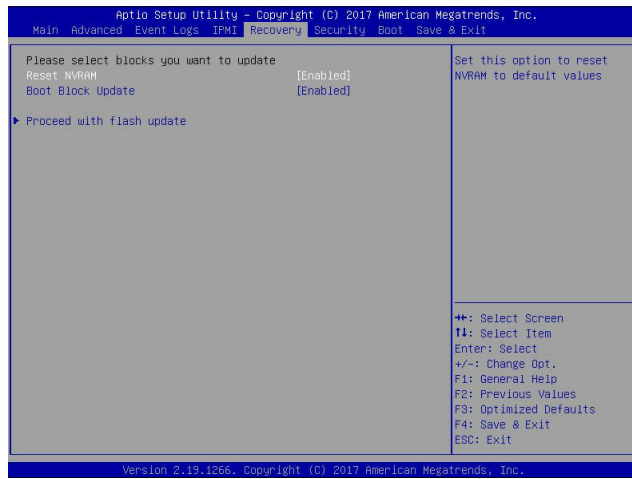 Aptio Setup Utility – Copyright (C) 2017 American Megatrends, Inc.
Main Advanced Event Logs IPMI Recovery Security Boot Save & Exit
Please select blocks you want to update
Reset NVRAM [Enabled]
Boot Block Update [Enabled]
Proceed with flash update
Set this option to reset
NVRAM to default values
→←: Select Screen
↑↓: Select Item
Enter: Select
+/-: Change Opt.
F1: General Help
F2: Previous Values
F3: Optimized Defaults
F4: Save & Exit
ESC: Exit
Version 2.19.1266. Copyright (C) 2017 American Megatrends, Inc.